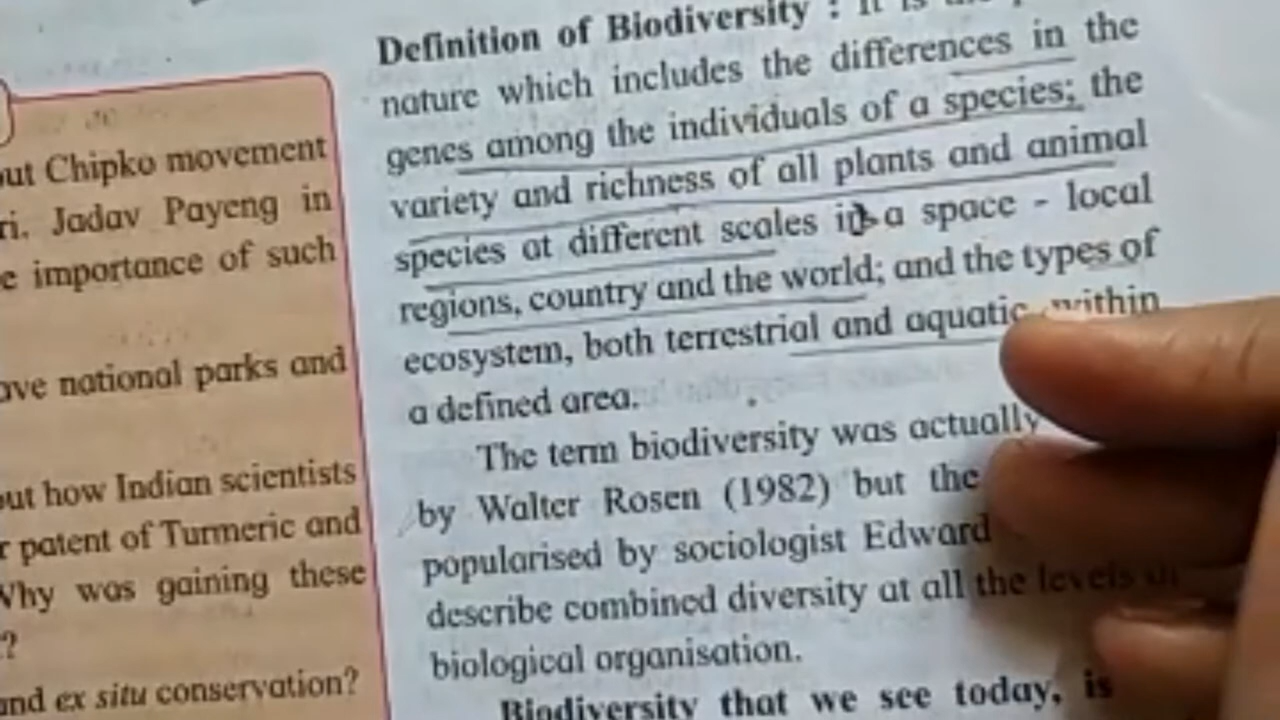 out Chipko movement
ri. Jadav Payeng in
e importance of such
ave national parks and
out how Indian scientists
r patent of Turmeric and
Why was gaining these
?
and ex situ conservation?
Definition of Biodiversity : It is
nature which includes the differences in the
genes among the individuals of a species; the
variety and richness of all plants and animal
species at different scales in a space - local
regions, country and the world; and the types of
ecosystem, both terrestrial and aquatic within
a defined area.
The term biodiversity was actually
by Walter Rosen (1982) but the
popularised by sociologist Edward
describe combined diversity at all the levels
biological organisation.
Biodiversity that we see today, is